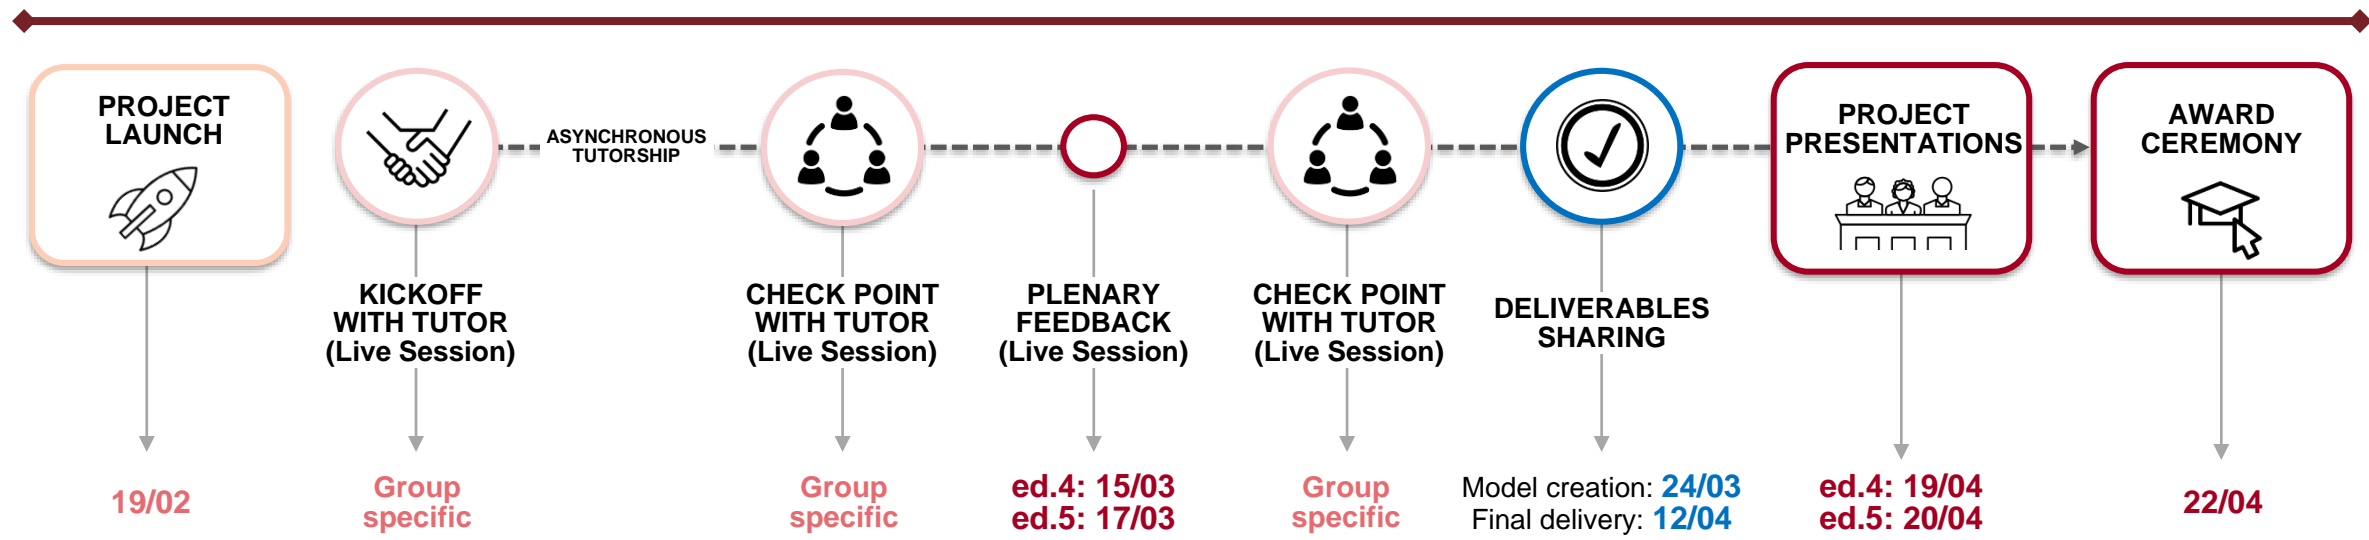 PROJECT
LAUNCH
ASYNCHRONOUS
TUTORSHIP
PROJECT
PRESENTATIONS
AWARD
CEREMONY
KICKOFF
WITH TUTOR
(Live Session)
CHECK POINT
WITH TUTOR
(Live Session)
PLENARY
FEEDBACK
(Live Session)
CHECK POINT
WITH TUTOR
(Live Session)
DELIVERABLES
SHARING
19/02
Group
specific
Group
specific
ed.4: 15/03
ed.5: 17/03
Group
specific
Model creation: 24/03
Final delivery: 12/04
ed.4: 19/04
ed.5: 20/04
22/04